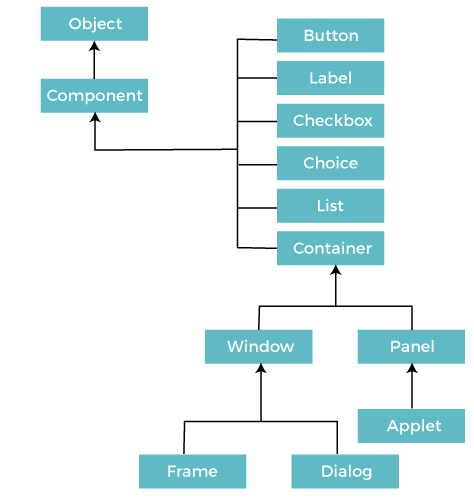 Object
Component
Button
Label
Checkbox
Choice
List
Container
Window
Panel
Applet
Frame
Dialog